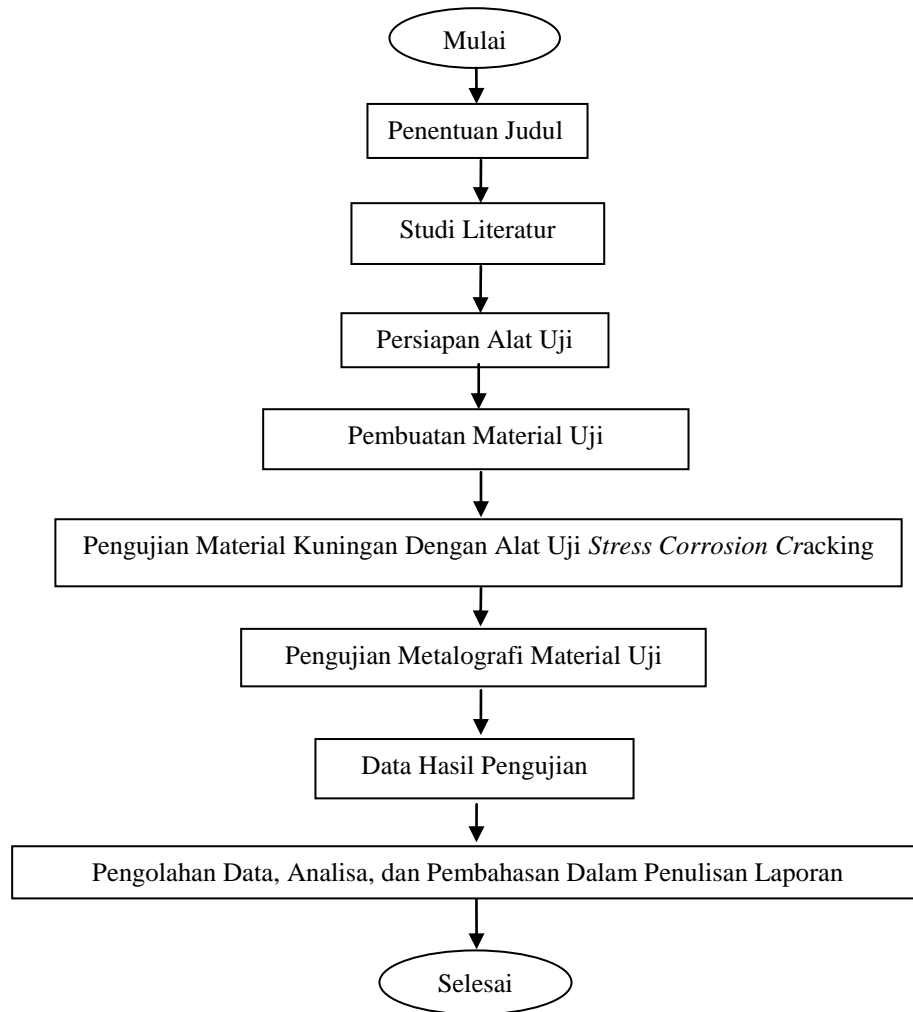 Mulai
Penentuan Judul
Studi Literatur
Persiapan Alat Uji
Pembuatan Material Uji
Pengujian Material Kuningan Dengan Alat Uji Stress Corrosion Cracking
Pengujian Metalografi Material Uji
Data Hasil Pengujian
Pengolahan Data, Analisa, dan Pembahasan Dalam Penulisan Laporan
Selesai